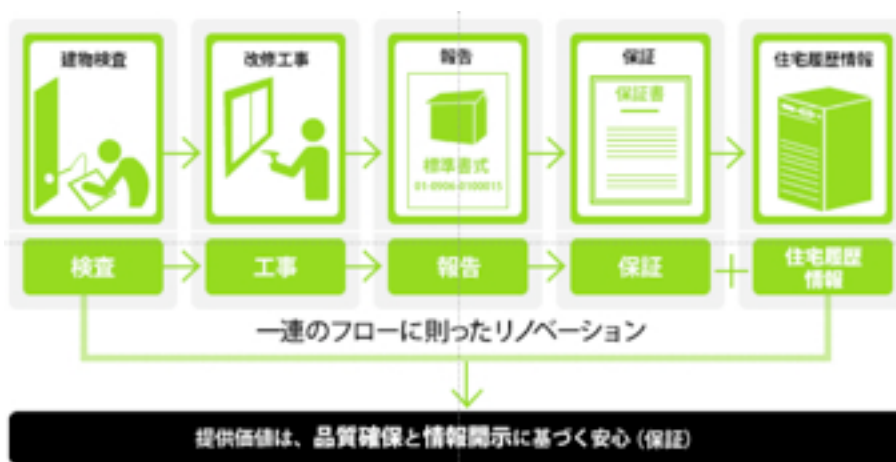 建物検査
改修工事
報告
保証
住宅履歴情報
標準書式
01-0906-0100015
保証書
検査
工事
報告
保証
住宅履歴
情報
一連のフローに則ったリノベーション
提供価値は、品質確保と情報開示に基づく安心(保証)